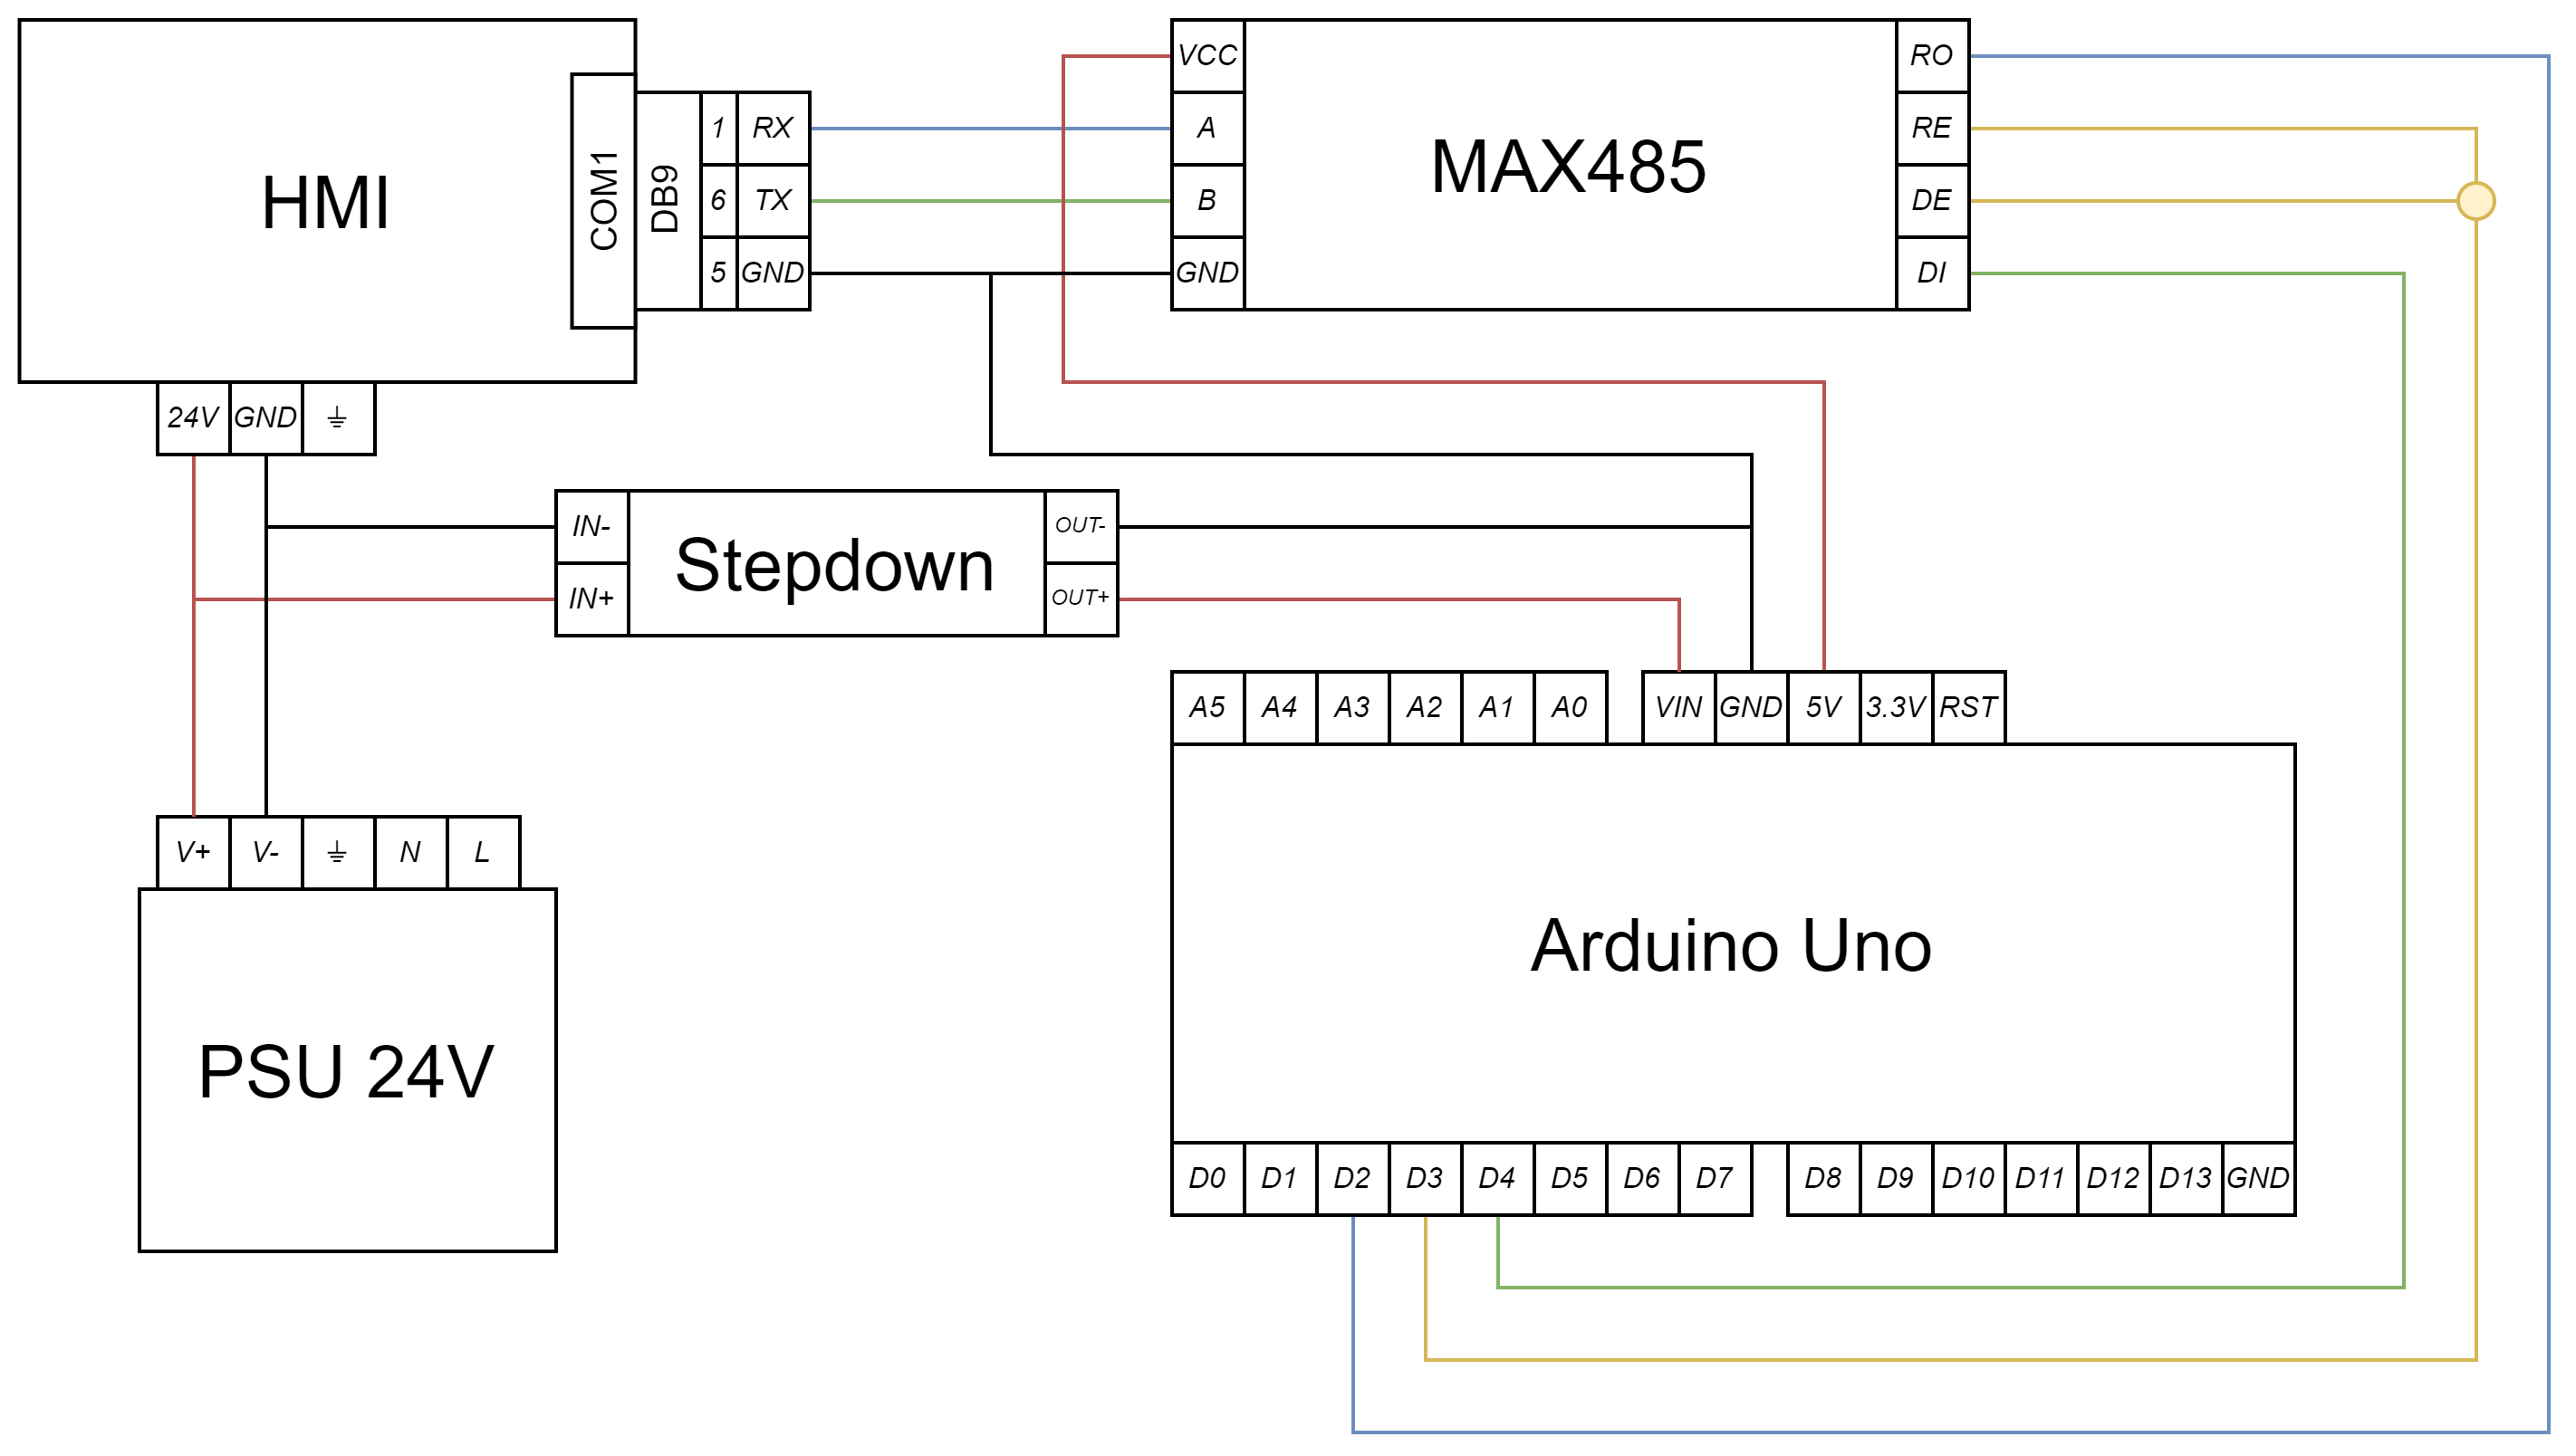 HMI
COM1
DB9
1 RX
6 TX
5 GND
24V GND
VCC
A
B
GND
MAX485
RO
RE
DE
DI
IN-
IN+
Stepdown
OUT-
OUT+
V+ V- N L
PSU 24V
A5 A4 A3 A2 A1 A0 VIN GND 5V 3.3V RST
Arduino Uno
D0 D1 D2 D3 D4 D5 D6 D7 D8 D9 D10 D11 D12 D13 GND